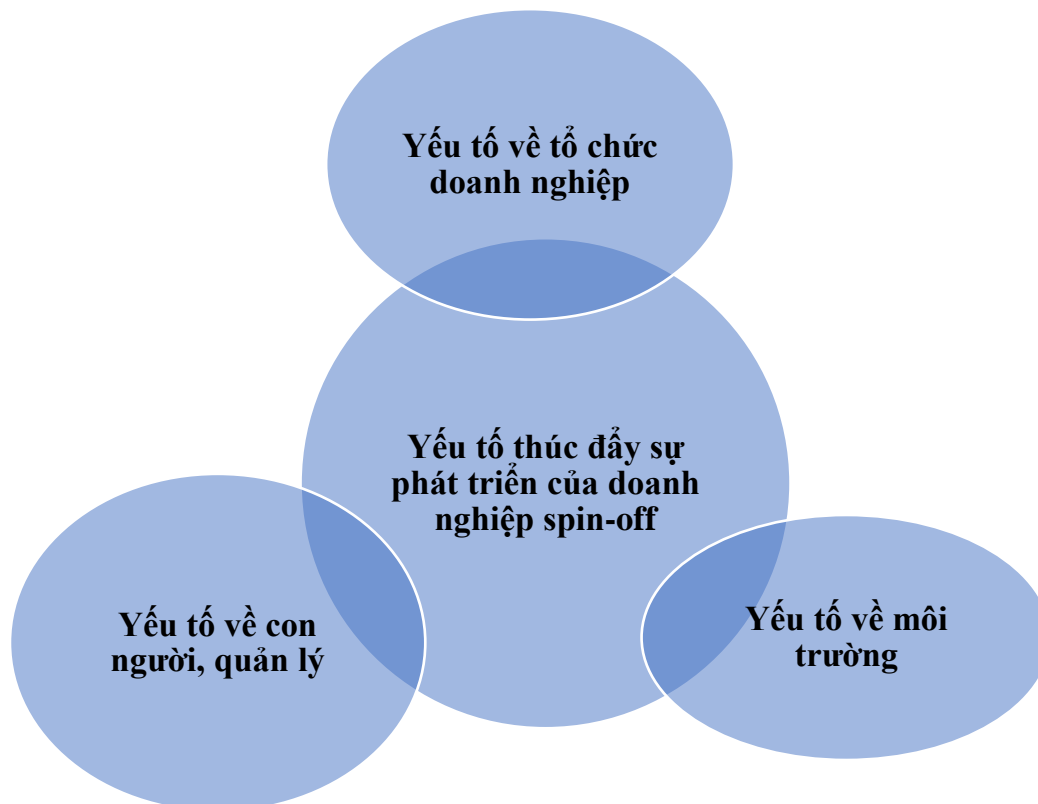 Yếu tố về tổ chức
doanh nghiệp
Yếu tố thúc đẩy sự
phát triển của doanh
nghiệp spin-off
Yếu tố về con
người, quản lý
Yếu tố về môi
trường